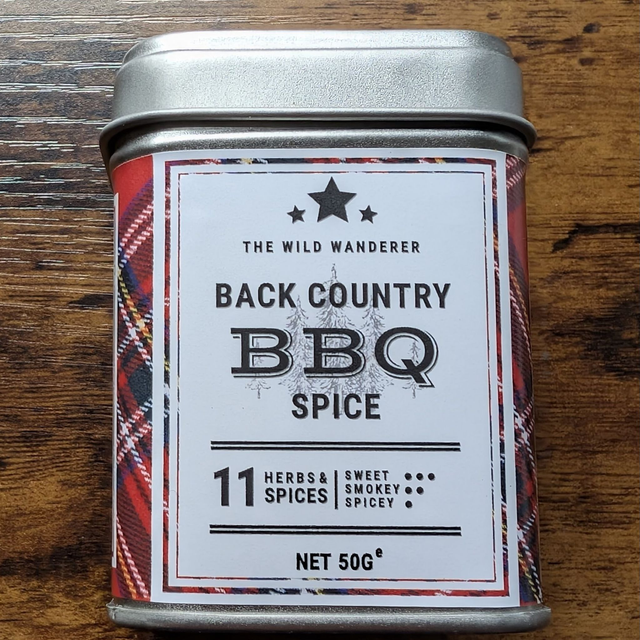 THE WILD WANDERER
BACK COUNTRY
BBQ
SPICE
11 HERBS &
SPICES
SWEET
SMOKEY
SPICEY
NET 50G e